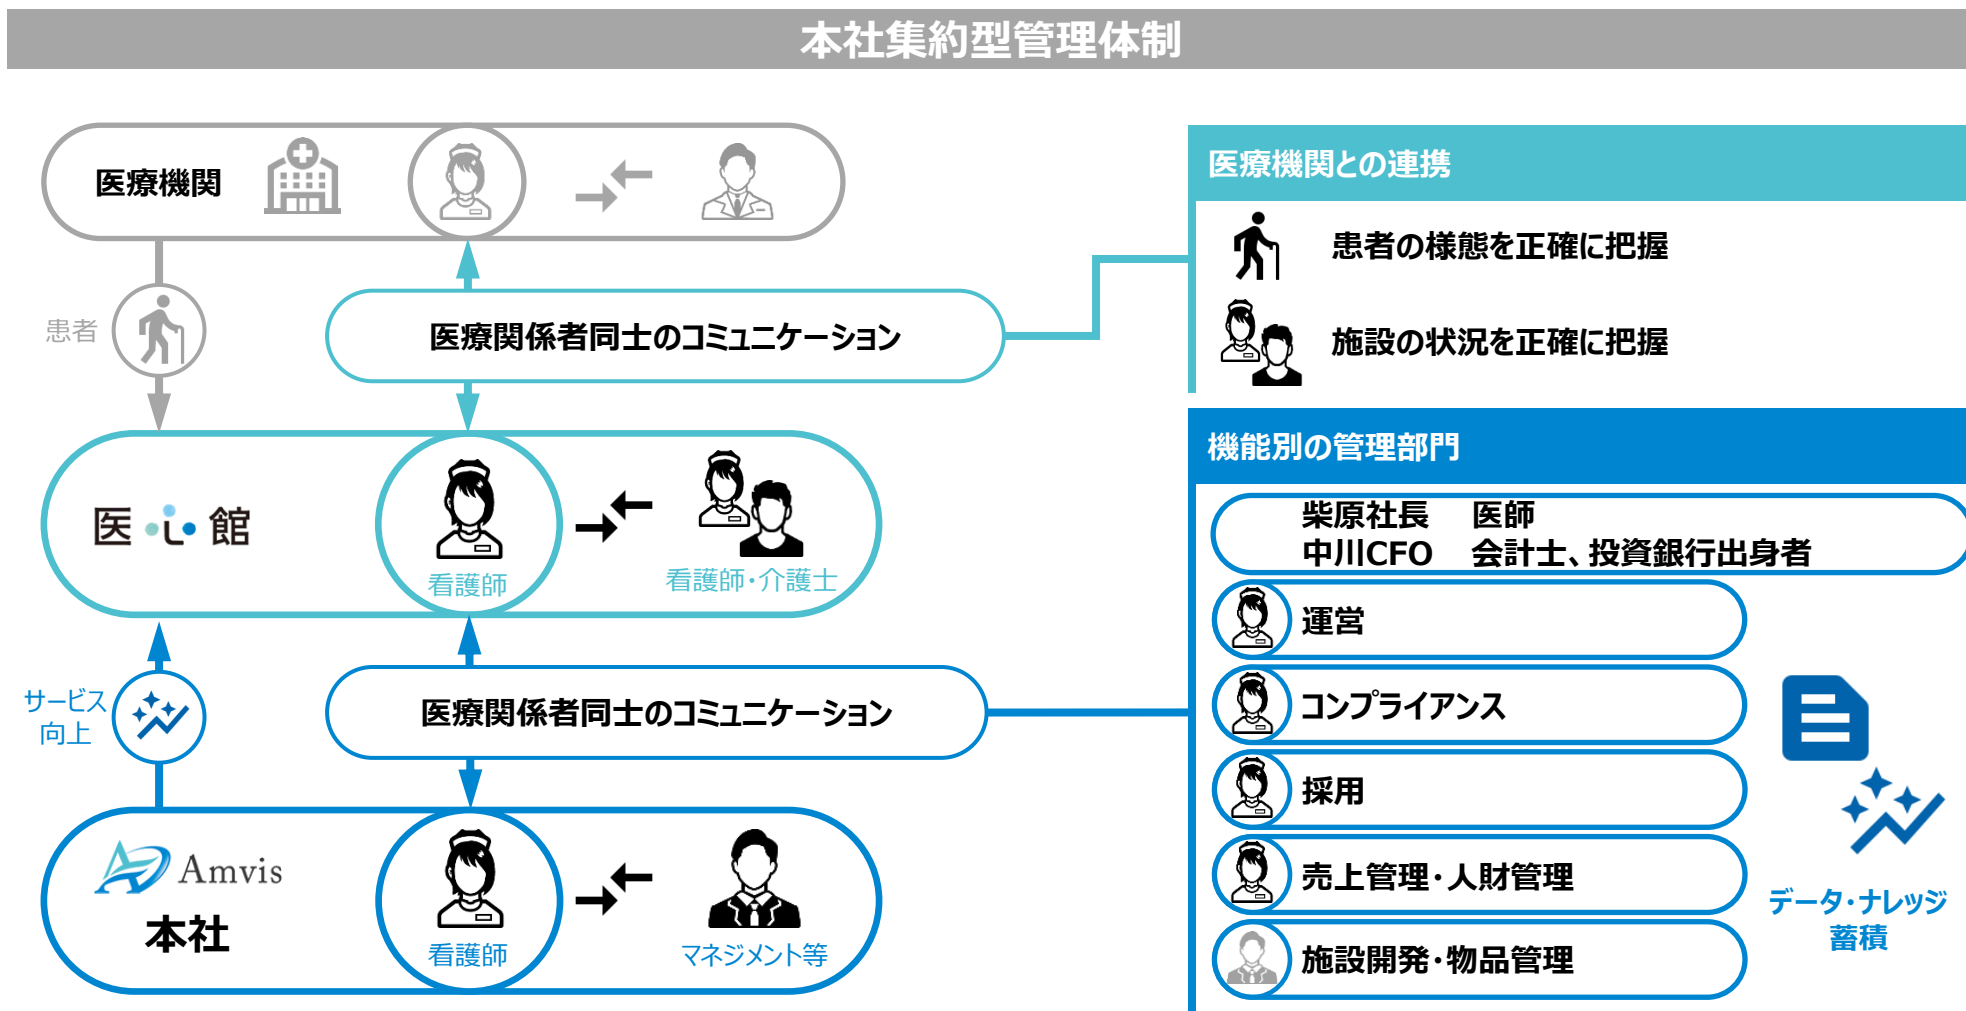 本社集約型管理体制
医療機関
患者
医療関係者同士のコミュニケーション
医心館
看護師
看護師・介護士
サービス
向上
医療関係者同士のコミュニケーション
Amvis
本社
看護師
マネジメント等
医療機関との連携
患者の様態を正確に把握
施設の状況を正確に把握
機能別の管理部門
柴原社長 医師
中川CFO 会計士、投資銀行出身者
運営
コンプライアンス
採用
売上管理・人財管理
施設開発・物品管理
データ・ナレッジ
蓄積